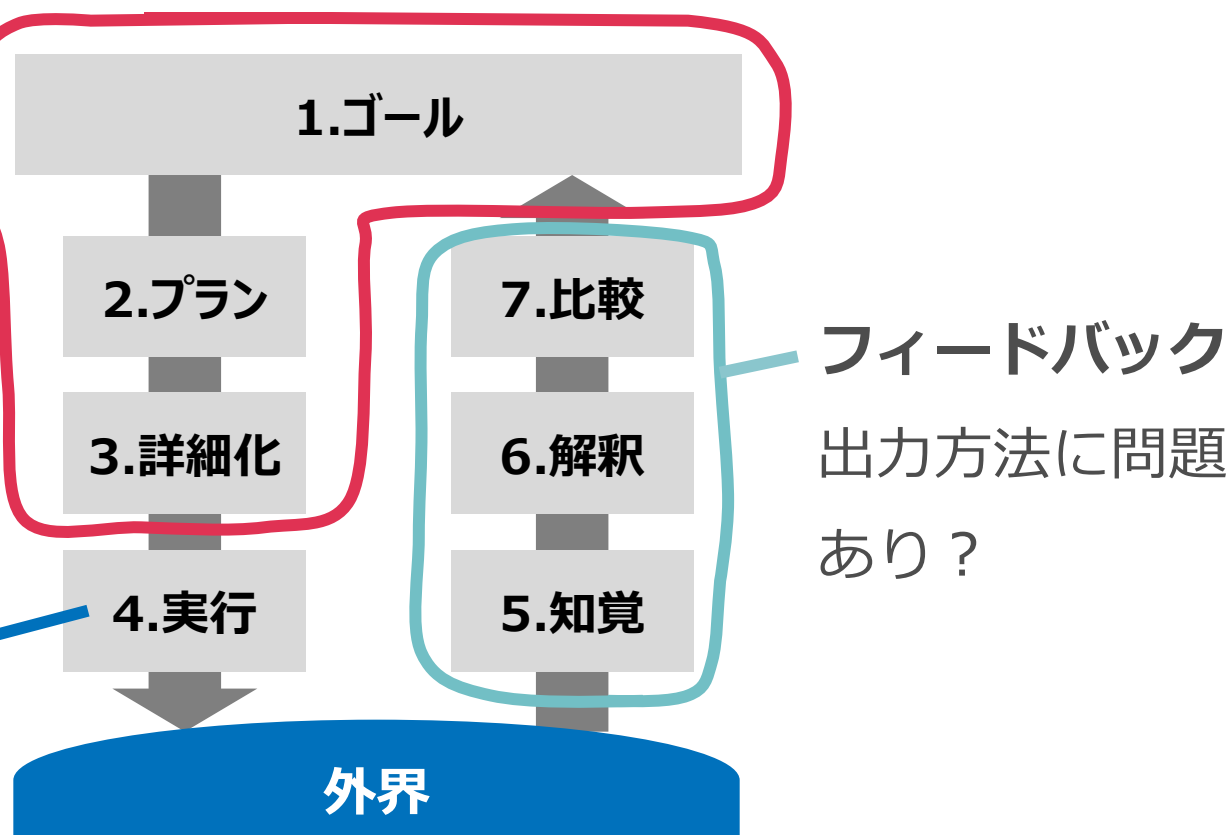 1.ゴール
2.プラン
3.詳細化
4.実行
7.比較
6.解釈
5.知覚
外界
フィードバック
出力方法に問題
あり？